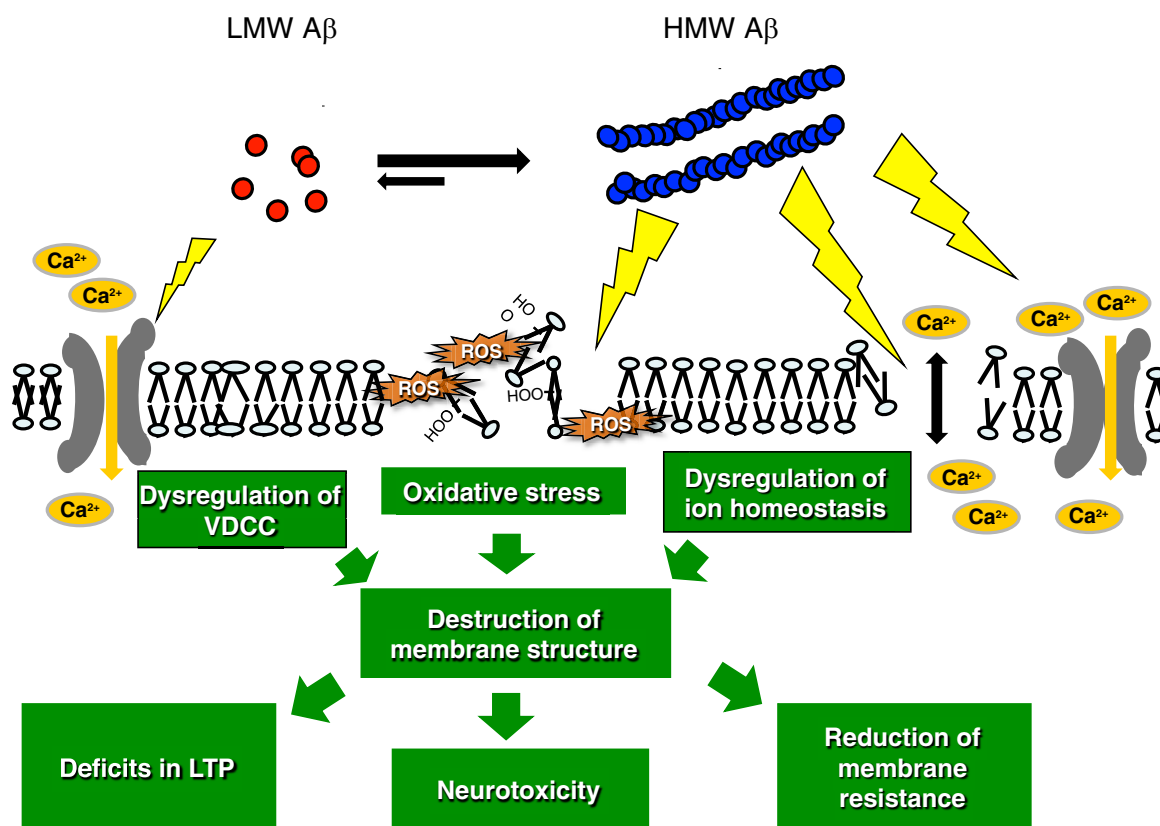 LMW Aβ
HMW Aβ
Ca²⁺
Ca²⁺
Ca²⁺
Ca²⁺
Ca²⁺
OH
O
ROS
ROS
HOO
HOO
ROS
Ca²⁺
Ca²⁺
Ca²⁺
Ca²⁺
Dysregulation of
VDCC
Oxidative stress
Dysregulation of
ion homeostasis
Destruction of
membrane structure
Deficits in LTP
Neurotoxicity
Reduction of
membrane
resistance